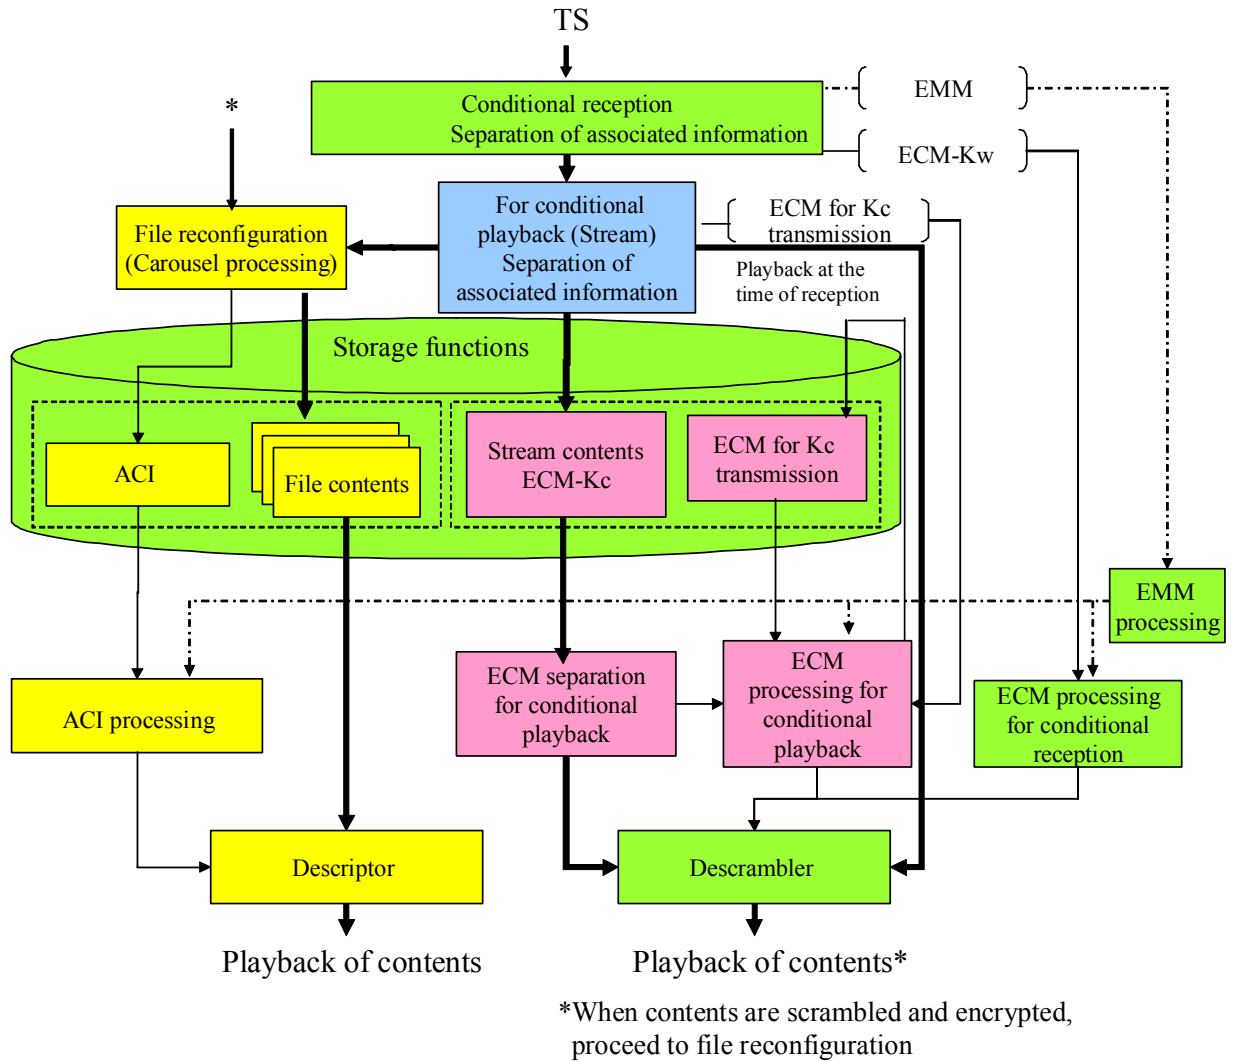 TS
Conditional reception
Separation of associated information
EMM
ECM-Kw
*
For conditional
playback (Stream)
Separation of
associated information
ECM for Kc
transmission
File reconfiguration
(Carousel processing)
Playback at the
time of reception
Storage functions
ACI
File contents
Stream contents
ECM-Kc
ECM for Kc
transmission
EMM
processing
ACI processing
ECM separation
for conditional
playback
ECM
processing for
conditional
playback
ECM processing
for conditional
reception
Descriptor
Descrambler
Playback of contents
Playback of contents*
*When contents are scrambled and encrypted,
proceed to file reconfiguration